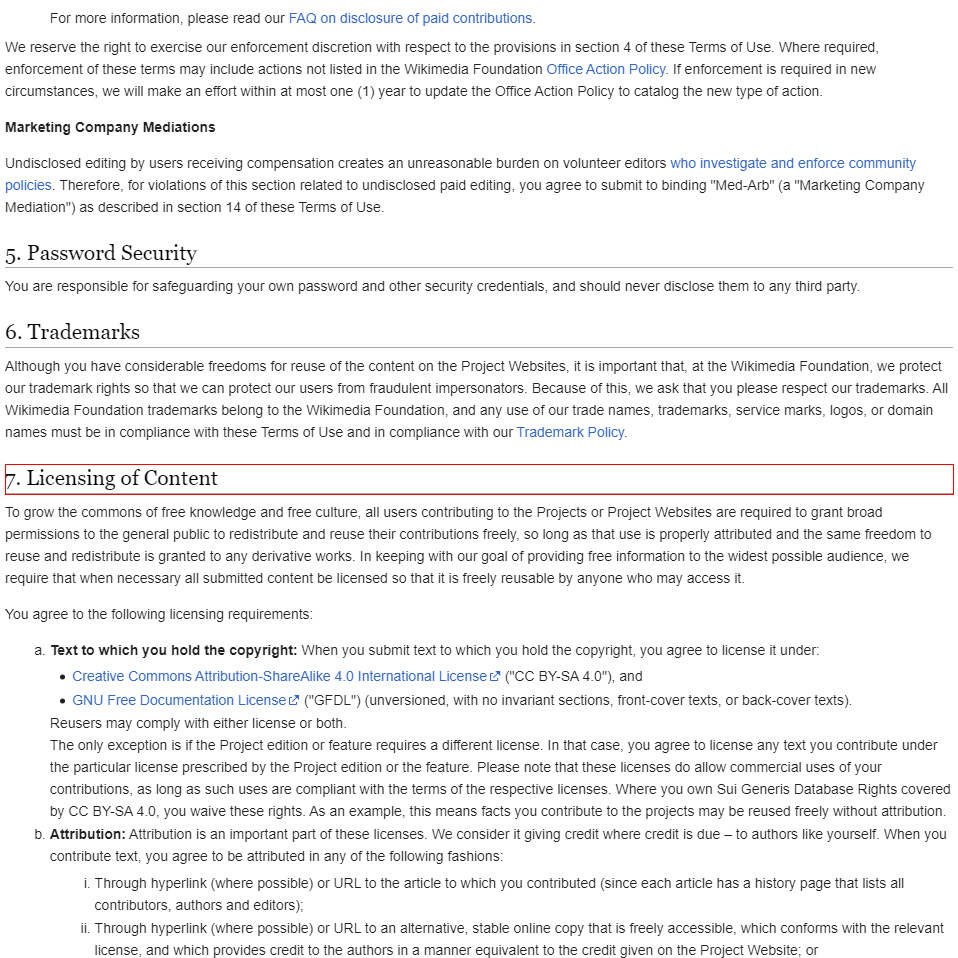 For more information, please read our FAQ on disclosure of paid contributions.
We reserve the right to exercise our enforcement discretion with respect to the provisions in section 4 of these Terms of Use. Where required,
enforcement of these terms may include actions not listed in the Wikimedia Foundation Office Action Policy. If enforcement is required in new
circumstances, we will make an effort within at most one (1) year to update the Office Action Policy to catalog the new type of action.
Marketing Company Mediations
Undisclosed editing by users receiving compensation creates an unreasonable burden on volunteer editors who investigate and enforce community
policies. Therefore, for violations of this section related to undisclosed paid editing, you agree to submit to binding "Med-Arb" (a "Marketing Company
Mediation") as described in section 14 of these Terms of Use.
5. Password Security
You are responsible for safeguarding your own password and other security credentials, and should never disclose them to any third party.
6. Trademarks
Although you have considerable freedoms for reuse of the content on the Project Websites, it is important that, at the Wikimedia Foundation, we protect
our trademark rights so that we can protect our users from fraudulent impersonators. Because of this, we ask that you please respect our trademarks. All
Wikimedia Foundation trademarks belong to the Wikimedia Foundation, and any use of our trade names, trademarks, service marks, logos, or domain
names must be in compliance with these Terms of Use and in compliance with our Trademark Policy.
7. Licensing of Content
To grow the commons of free knowledge and free culture, all users contributing to the Projects or Project Websites are required to grant broad
permissions to the general public to redistribute and reuse their contributions freely, so long as that use is properly attributed and the same freedom to
reuse and redistribute is granted to any derivative works. In keeping with our goal of providing free information to the widest possible audience, we
require that when necessary all submitted content be licensed so that it is freely reusable by anyone who may access it.
You agree to the following licensing requirements:
a. Text to which you hold the copyright: When you submit text to which you hold the copyright, you agree to license it under:
• Creative Commons Attribution-ShareAlike 4.0 International License ("CC BY-SA 4.0"), and
• GNU Free Documentation License ("GFDL") (unversioned, with no invariant sections, front-cover texts, or back-cover texts).
Reusers may comply with either license or both.
The only exception is if the Project edition or feature requires a different license. In that case, you agree to license any text you contribute under
the particular license prescribed by the Project edition or the feature. Please note that these licenses do allow commercial uses of your
contributions, as long as such uses are compliant with the terms of the respective licenses. Where you own Sui Generis Database Rights covered
by CC BY-SA 4.0, you waive these rights. As an example, this means facts you contribute to the projects may be reused freely without attribution.
b. Attribution: Attribution is an important part of these licenses. We consider it giving credit where credit is due – to authors like yourself. When you
contribute text, you agree to be attributed in any of the following fashions:
i. Through hyperlink (where possible) or URL to the article to which you contributed (since each article has a history page that lists all
contributors, authors and editors);
ii. Through hyperlink (where possible) or URL to an alternative, stable online copy that is freely accessible, which conforms with the relevant
license, and which provides credit to the authors in a manner equivalent to the credit given on the Project Website; or